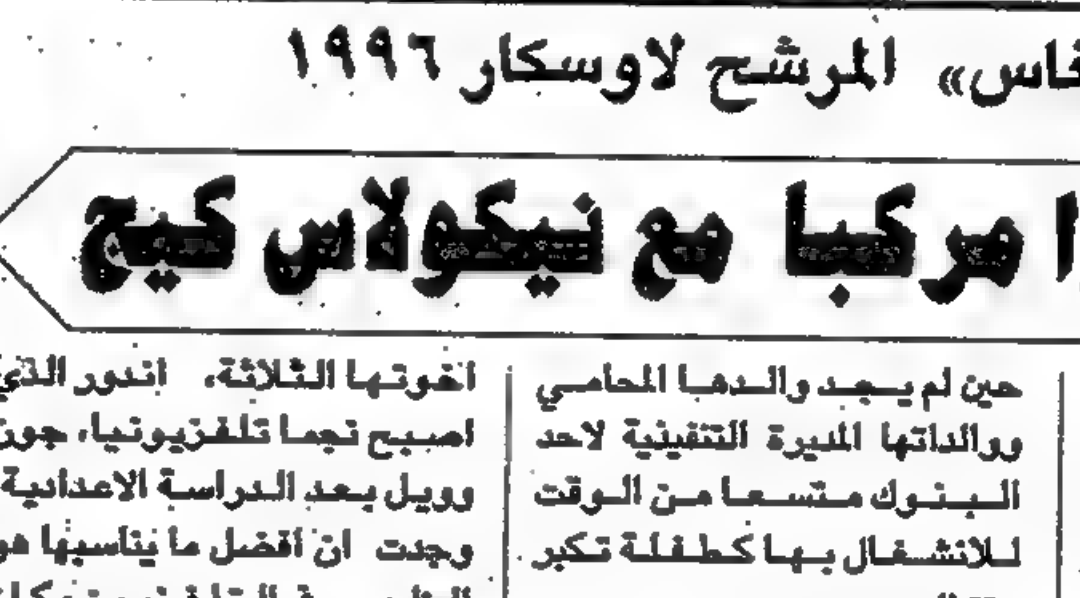 المرشح لاوسكار ١٩٩٦
مركبا مع نيكولاس كيج
حين لم يجد والدها المحامي
ووالداتها المديرة التنفيذية لاحد
البنوك متسعا من الوقت
للانشغال بها كطفلة تكبر
اخوتها الثلاثة، اندور الذي
اصبح نجما تلفزيونيا، جون
وويل بعد الدراسة الاعدادية
وجدت ان افضل ما يناسبها هو